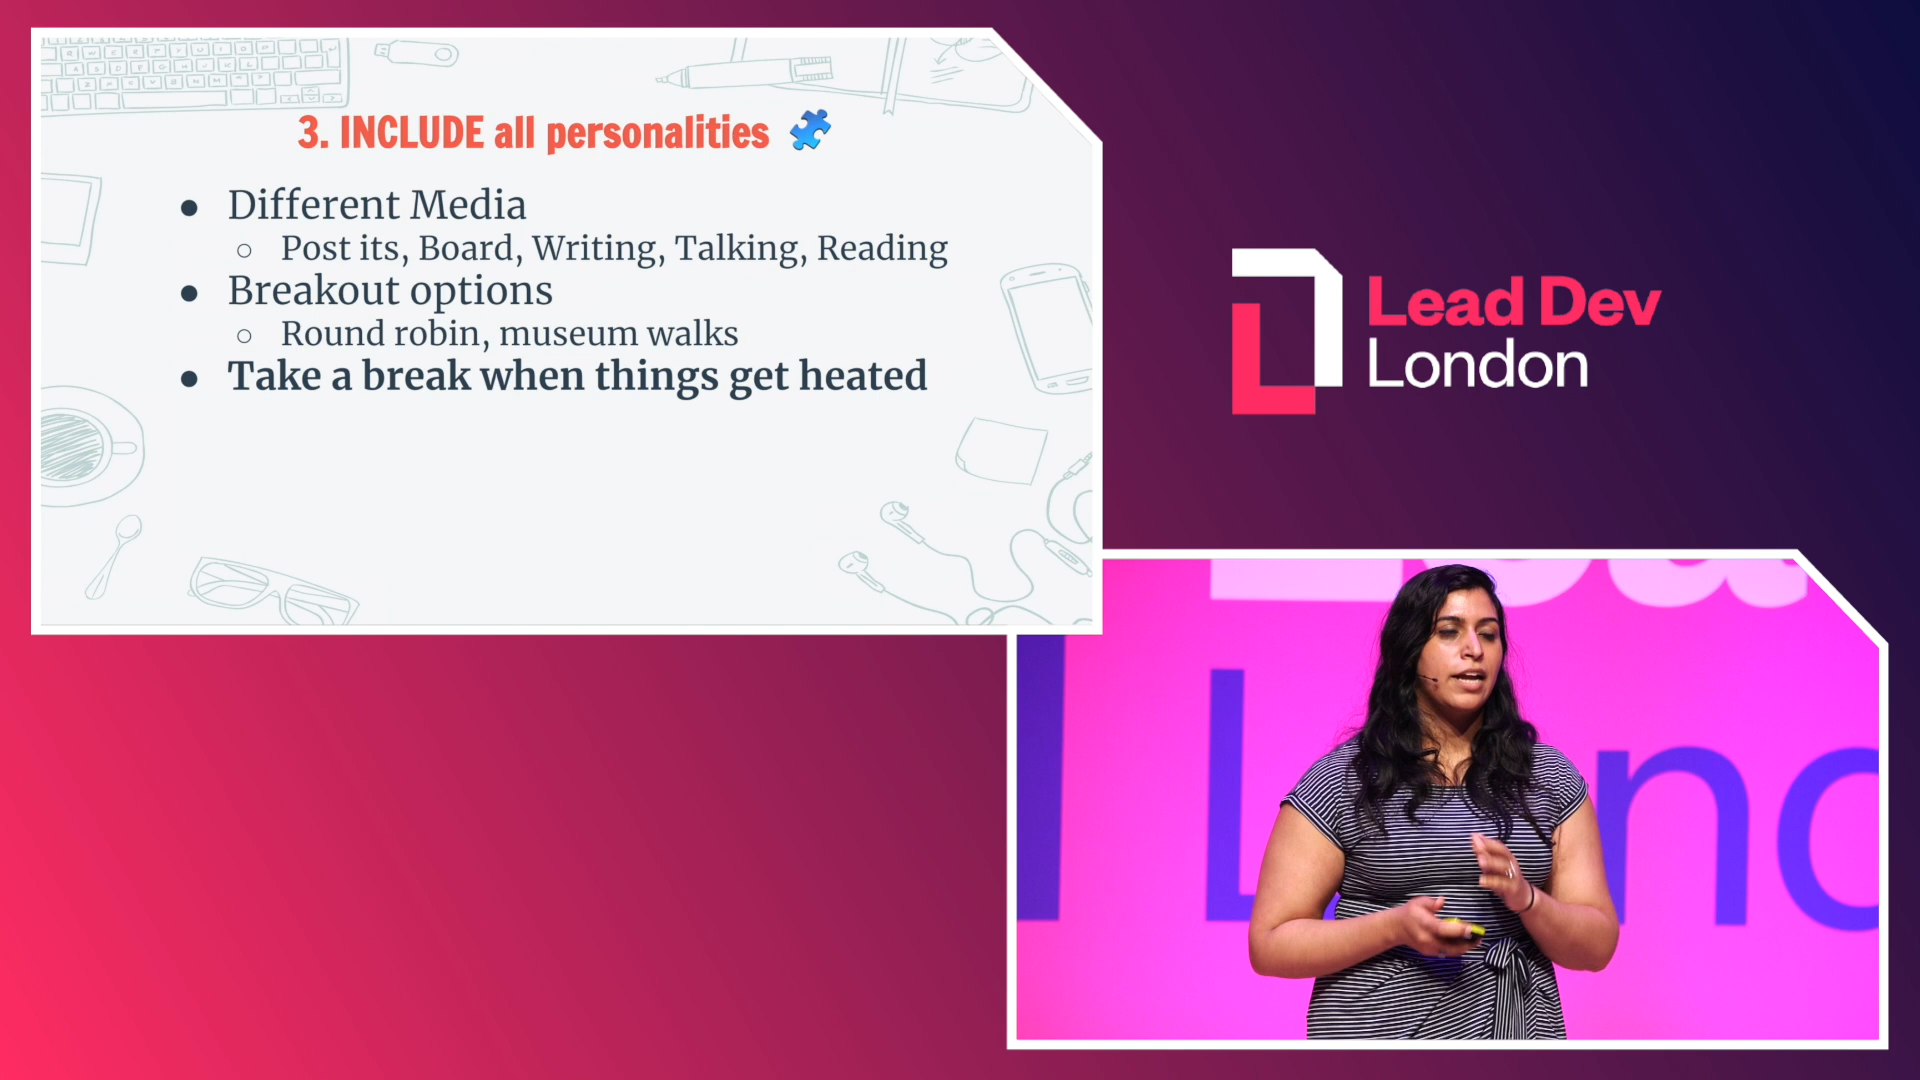 3. INCLUDE all personalities
● Different Media
○ Post its, Board, Writing, Talking, Reading
● Breakout options
○ Round robin, museum walks
● Take a break when things get heated
Lead Dev
London